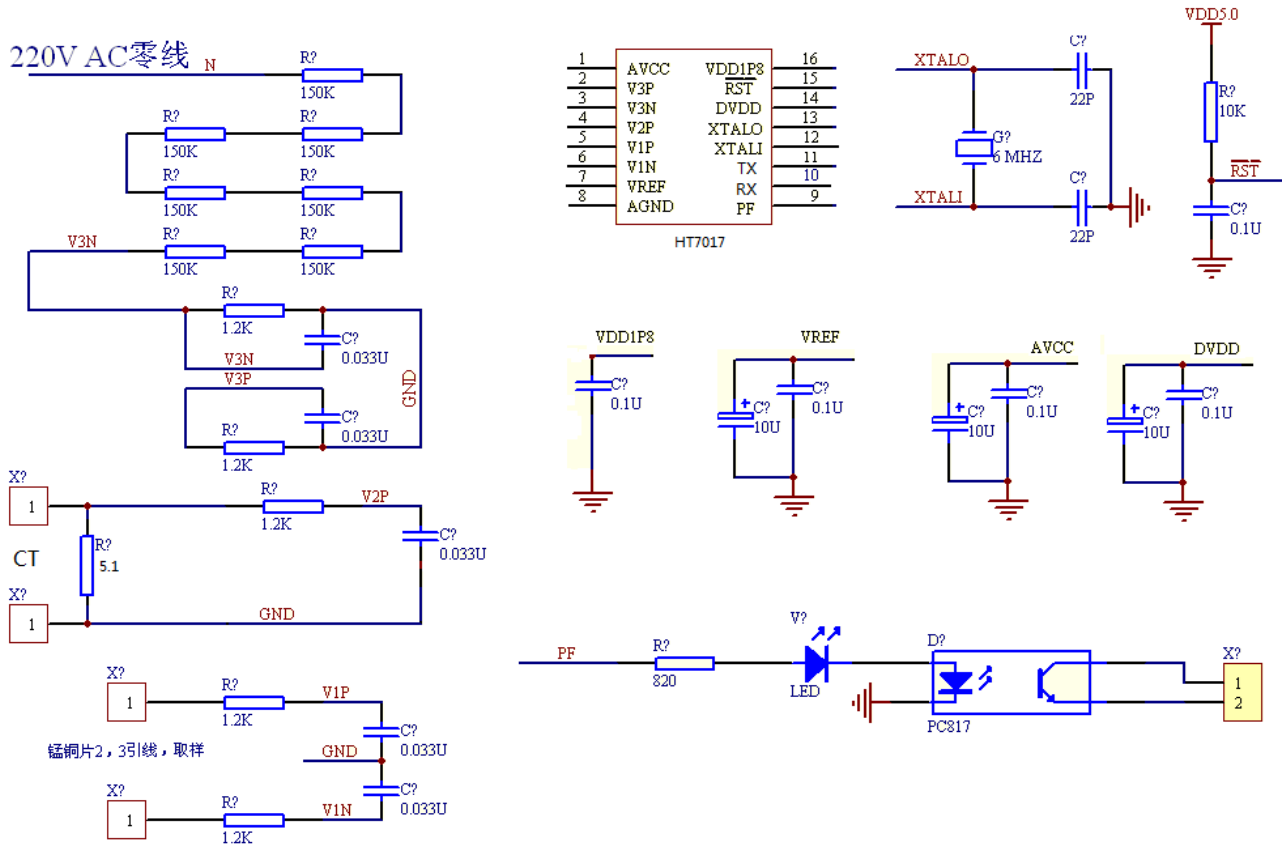 220V AC零线
N
R?
150K
R?
150K
R?
150K
R?
150K
R?
150K
V3N
R?
150K
R?
150K
R?
1.2K
C?
0.033U
V3N
V3P
C?
0.033U
GND
R?
1.2K
X?
1
R?
1.2K
V2P
C?
0.033U
CT
R?
5.1
X?
1
GND
X?
1
R?
1.2K
V1P
C?
0.033U
锰铜片2，3引线，取样
GND
C?
0.033U
X?
1
R?
1.2K
V1N
1 AVCC VDD1P8 16
2 V3P RST 15
3 V3N DVDD 14
4 V2P XTALO 13
5 V1P XTALI 12
6 V1N TX 11
7 VREF RX 10
8 AGND PF 9
HT7017
XTALO
C?
22P
G?
6 MHZ
XTALI
C?
22P
VDD5.0
R?
10K
RST
C?
0.1U
VDD1P8
C?
0.1U
VREF
C?
10U
C?
0.1U
AVCC
C?
10U
C?
0.1U
DVDD
C?
10U
C?
0.1U
PF
R?
820
V?
LED
D?
PC817
X?
1
2